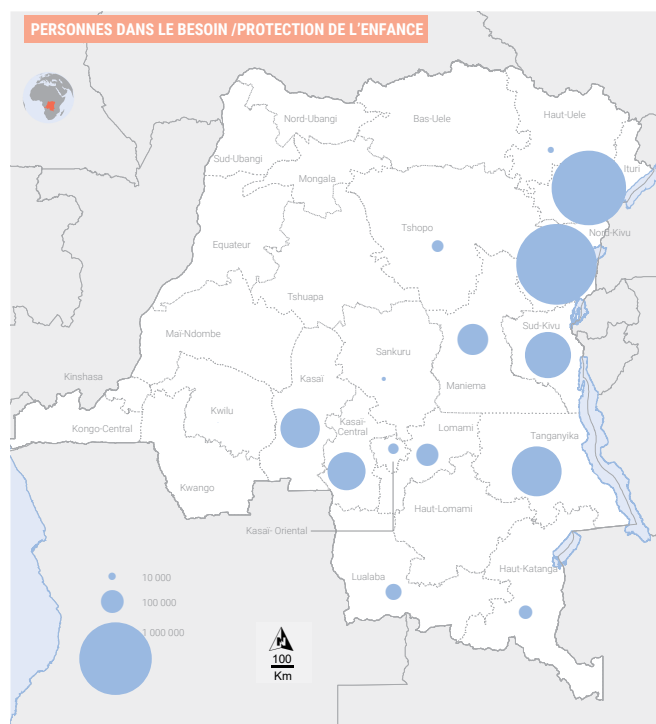 PERSONNES DANS LE BESOIN /PROTECTION DE L'ENFANCE
Nord-Ubangi
Bas-Uele
Haut-Uele
Sud-Ubangi
Ituri
Mongala
Tshopo
Nord-Kivu
Equateur
Tshuapa
Maï-Ndombe
Sud-Kivu
Sankuru
Kinshasa
Kasaï
Maniema
Kwilu
Kongo-Central
Kasaï-
Central
Lomami
Tanganyika
Kwango
Haut-Lomami
Kasaï- Oriental
Lualaba
Haut-Katanga
10 000
100 000
1 000 000
N
100
Km